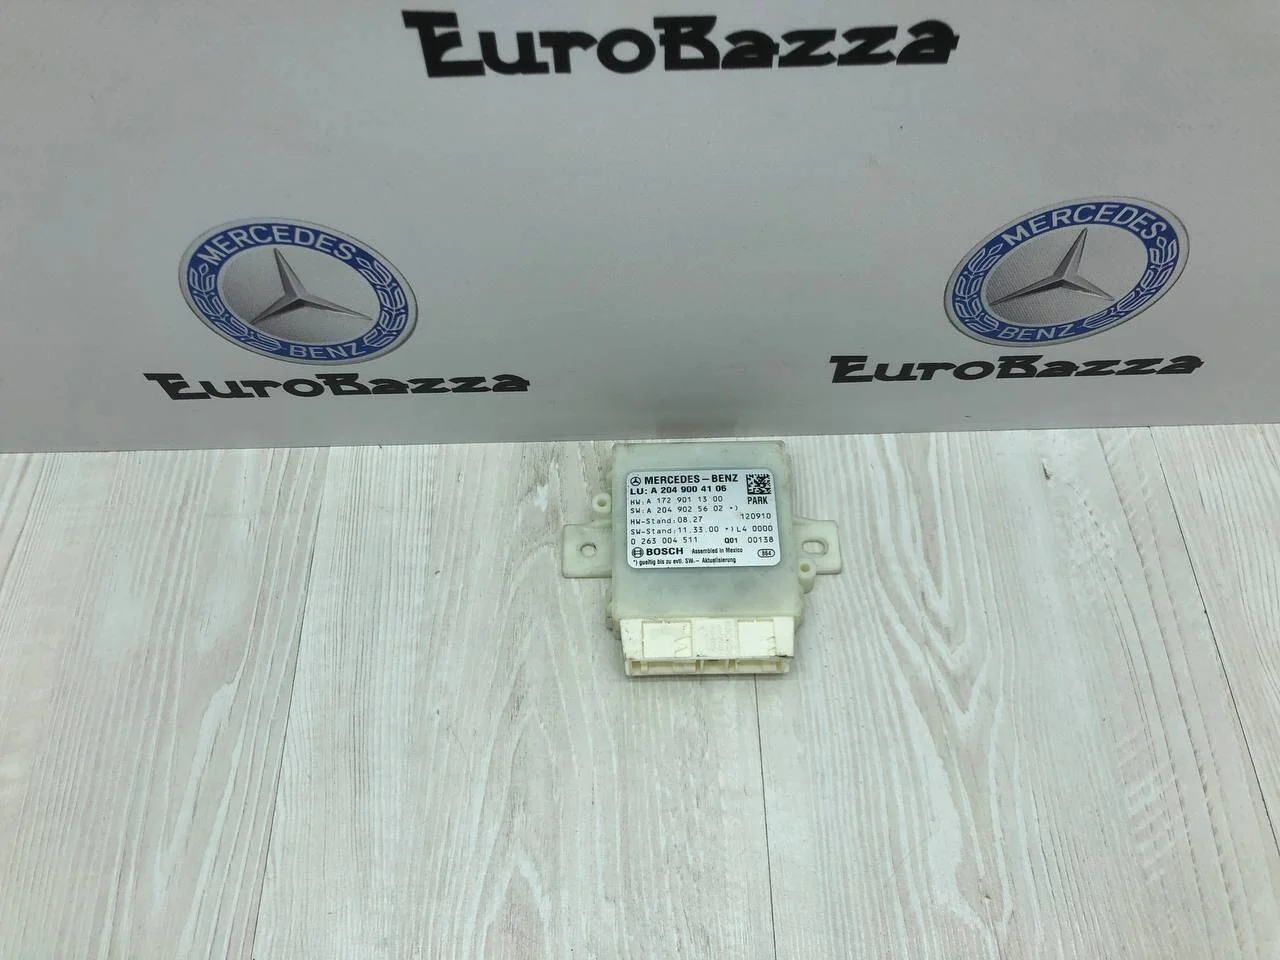 EuroBazza
MERCEDES
BENZ
EuroBazza
MERCEDES
BENZ
EuroBazza
MERCEDES-BENZ
LU: A 204 900 41 06
PARK
HW: A 172 901 13 00
SW: A 204 902 56 02 *)
HW-Stand: 08.27 120910
SW-Stand: 11.33.00 *) L4 0000
0 263 004 511 Q01 00138
BOSCH Assembled in Mexico 864
*) gueltig bis zu evtl. SW.- Aktualisierung